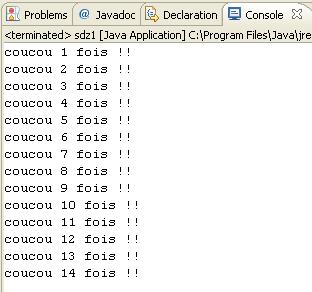 Problems @ Javadoc Declaration Console
<terminated> sdz1 [Java Application] C:\Program Files\Java\jre
coucou 1 fois !!
coucou 2 fois !!
coucou 3 fois !!
coucou 4 fois !!
coucou 5 fois !!
coucou 6 fois !!
coucou 7 fois !!
coucou 8 fois !!
coucou 9 fois !!
coucou 10 fois !!
coucou 11 fois !!
coucou 12 fois !!
coucou 13 fois !!
coucou 14 fois !!